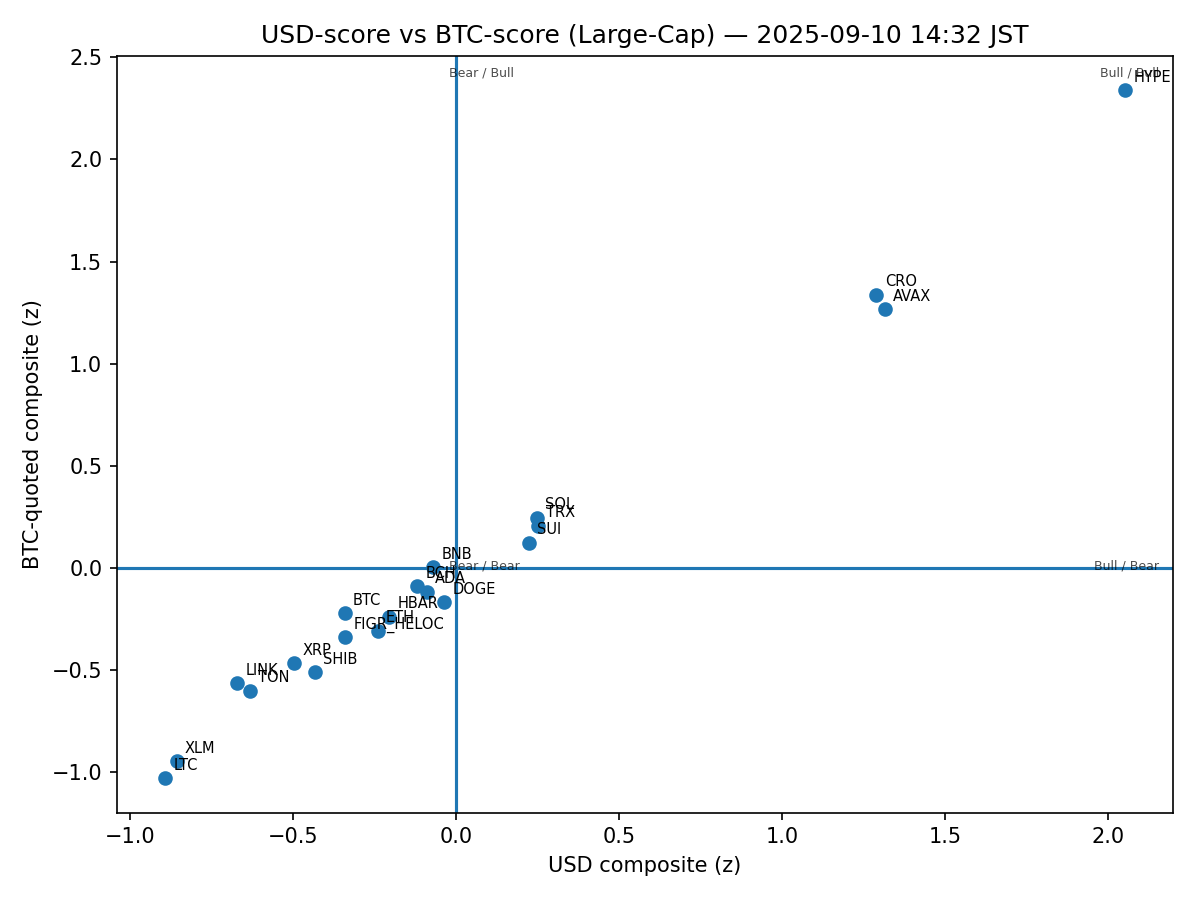 USD-score vs BTC-score (Large-Cap) — 2025-09-10 14:32 JST
2.5
Bear / Bull
Bull / Bull
HYPE
2.0
1.5
CRO
AVAX
1.0
BTC-quoted composite (z)
0.5
SOL
TRX
SUI
BNB
0.0
Bear / Bear
Bull / Bear
BCH
ADA
DOGE
BTC
HBAR
ETH
FIGR_HELOC
−0.5
XRP
SHIB
LINK
TON
XLM
LTC
−1.0
−1.0
−0.5
0.0
0.5
1.0
1.5
2.0
USD composite (z)